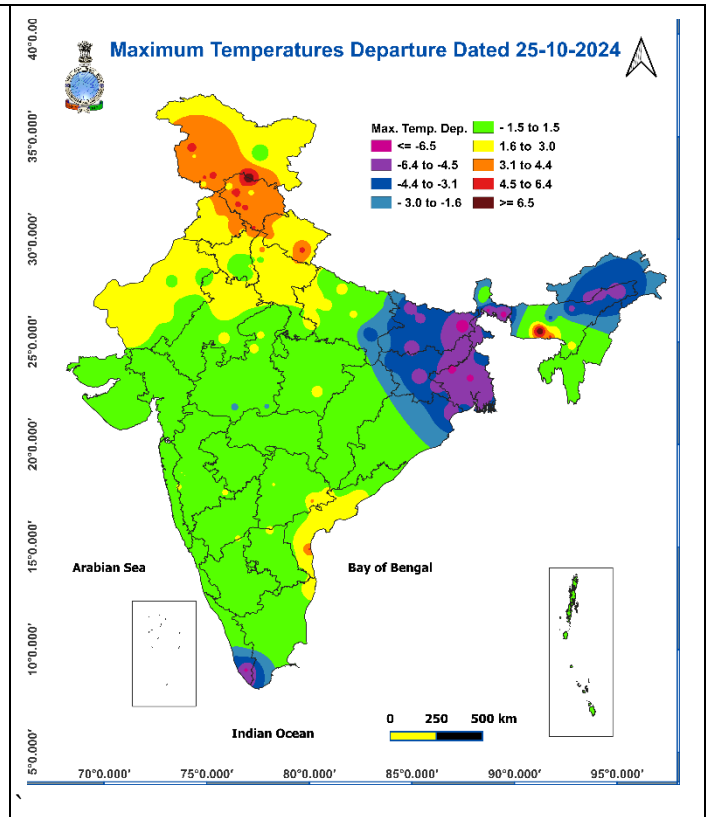 Maximum Temperatures Departure Dated 25-10-2024
Max. Temp. Dep.
<= -6.5
-6.4 to -4.5
-4.4 to -3.1
- 3.0 to -1.6
- 1.5 to 1.5
1.6 to 3.0
3.1 to 4.4
4.5 to 6.4
>= 6.5
40°0.00
35°0.000'
30°0.000'
25°0.000'
20°0.000'
15°0.000'
10°0.000'
5°0.000'
Arabian Sea
Bay of Bengal
Indian Ocean
0 250 500 km
70°0.000' 75°0.000' 80°0.000' 85°0.000' 90°0.000' 95°0.000'
`